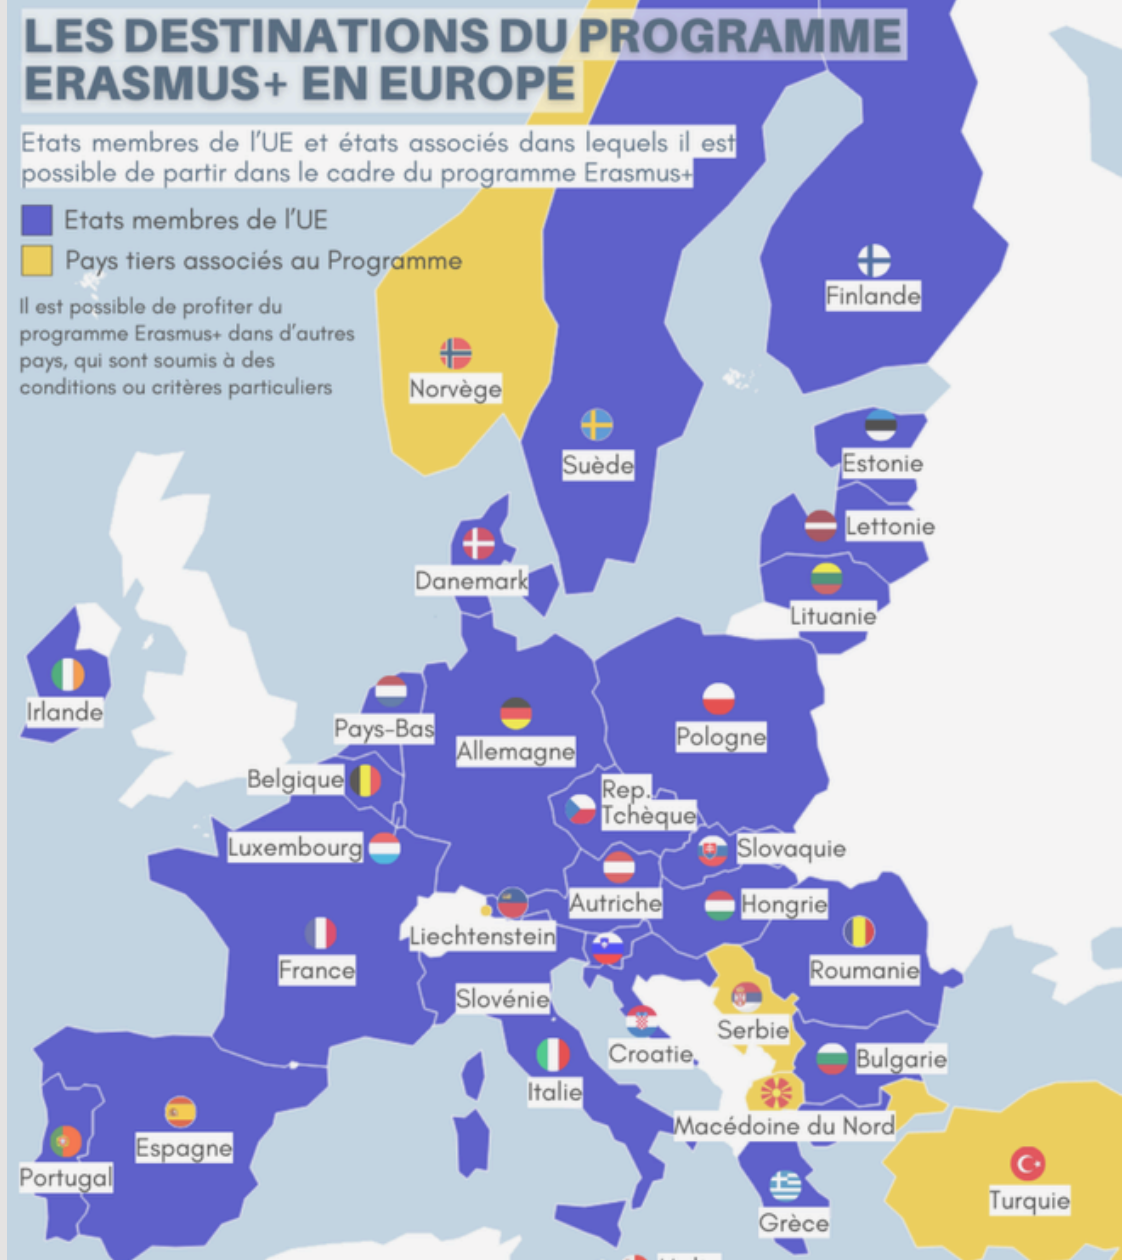 LES DESTINATIONS DU PROGRAMME
ERASMUS+ EN EUROPE
Etats membres de l'UE et états associés dans lequels il est
possible de partir dans le cadre du programme Erasmus+
Etats membres de l'UE
Pays tiers associés au Programme
Il est possible de profiter du
programme Erasmus+ dans d'autres
pays, qui sont soumis à des
conditions ou critères particuliers
Finlande
Norvège
Suède
Estonie
Lettonie
Danemark
Lituanie
Irlande
Pays-Bas
Allemagne
Pologne
Belgique
Rep.
Tchèque
Luxembourg
Slovaquie
Autriche
Hongrie
Liechtenstein
France
Roumanie
Slovénie
Serbie
Croatie
Bulgarie
Italie
Macédoine du Nord
Espagne
Portugal
Turquie
Grèce